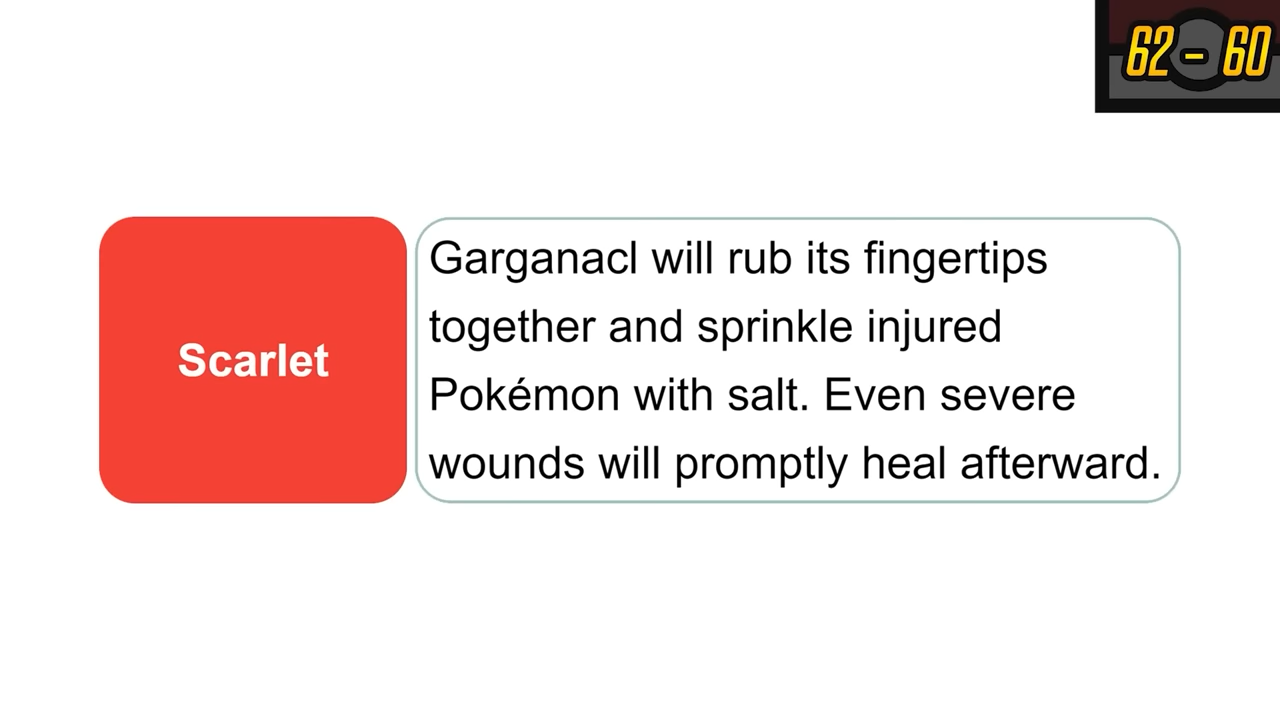 62 - 60
Scarlet
Garganacl will rub its fingertips
together and sprinkle injured
Pokémon with salt. Even severe
wounds will promptly heal afterward.